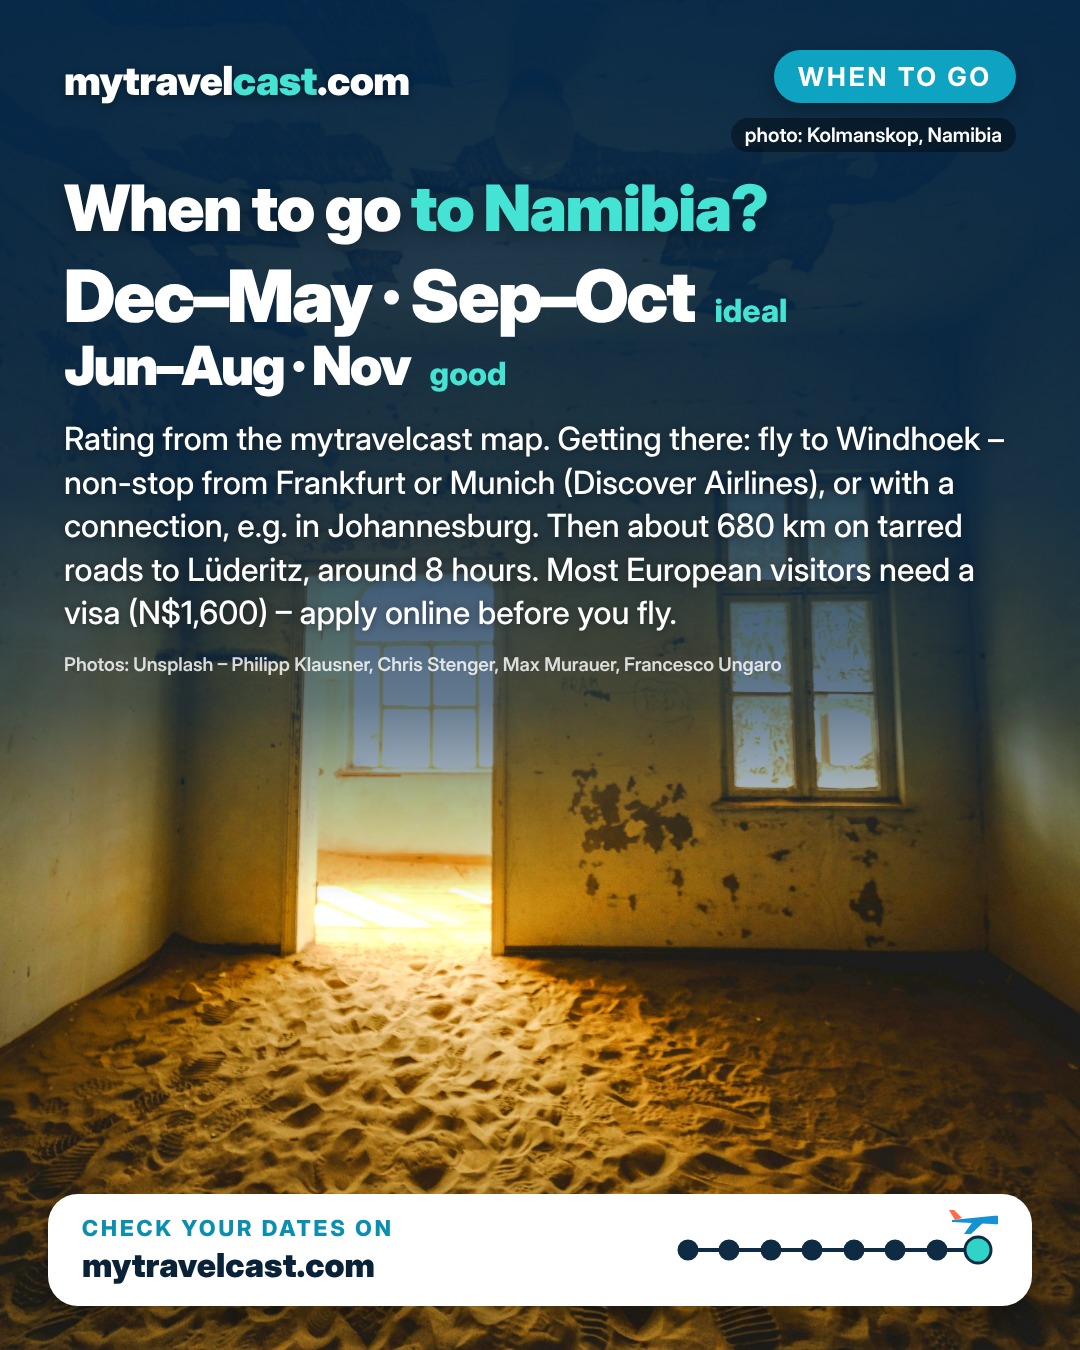 mytravelcast.com
WHEN TO GO
photo: Kolmanskop, Namibia
When to go to Namibia?
Dec–May · Sep–Oct ideal
Jun–Aug · Nov good
Rating from the mytravelcast map. Getting there: fly to Windhoek –
non-stop from Frankfurt or Munich (Discover Airlines), or with a
connection, e.g. in Johannesburg. Then about 680 km on tarred
roads to Lüderitz, around 8 hours. Most European visitors need a
visa (N$1,600) – apply online before you fly.
Photos: Unsplash – Philipp Klausner, Chris Stenger, Max Murauer, Francesco Ungaro
CHECK YOUR DATES ON
mytravelcast.com